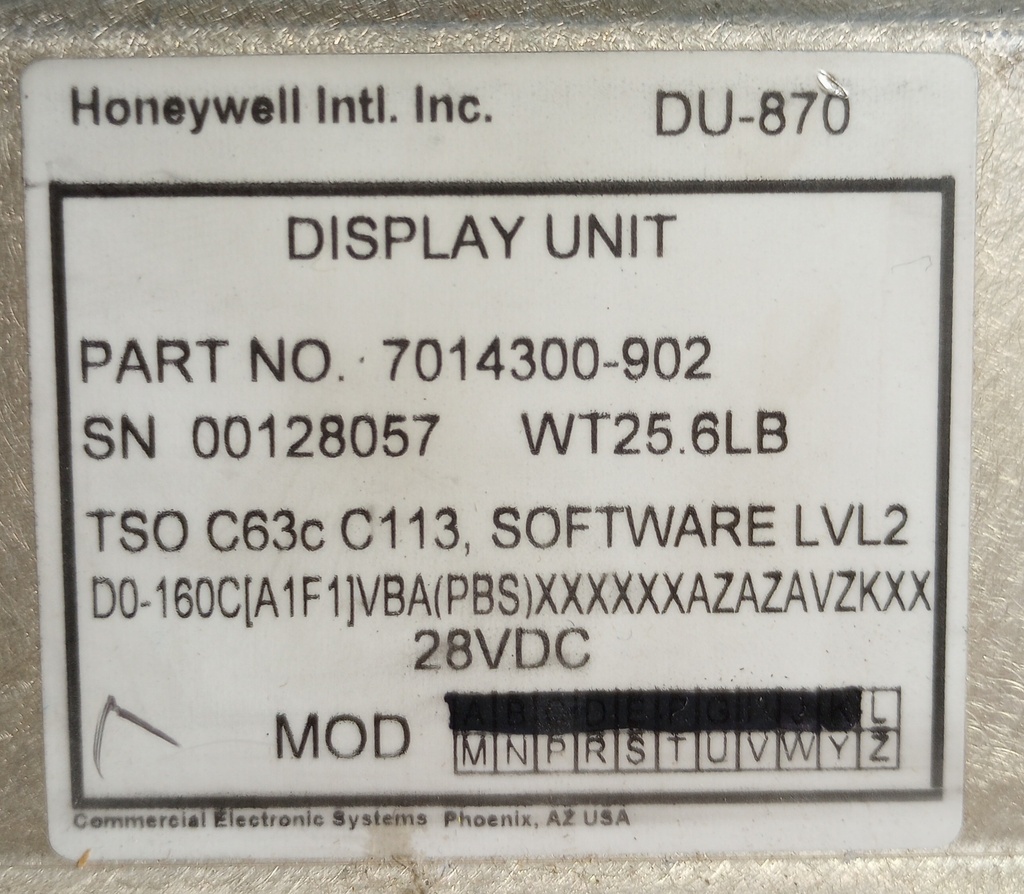 Honeywell Intl. Inc. DU-870
DISPLAY UNIT
PART NO. 7014300-902
SN 00128057 WT25.6LB
TSO C63c C113, SOFTWARE LVL2
D0-160C[A1F1]VBA(PBS)XXXXXXAZAZAVZKXX
28VDC
MOD A B C D E F G H J K L
M N P R S T U V W Y Z
Commercial Electronic Systems Phoenix, AZ USA